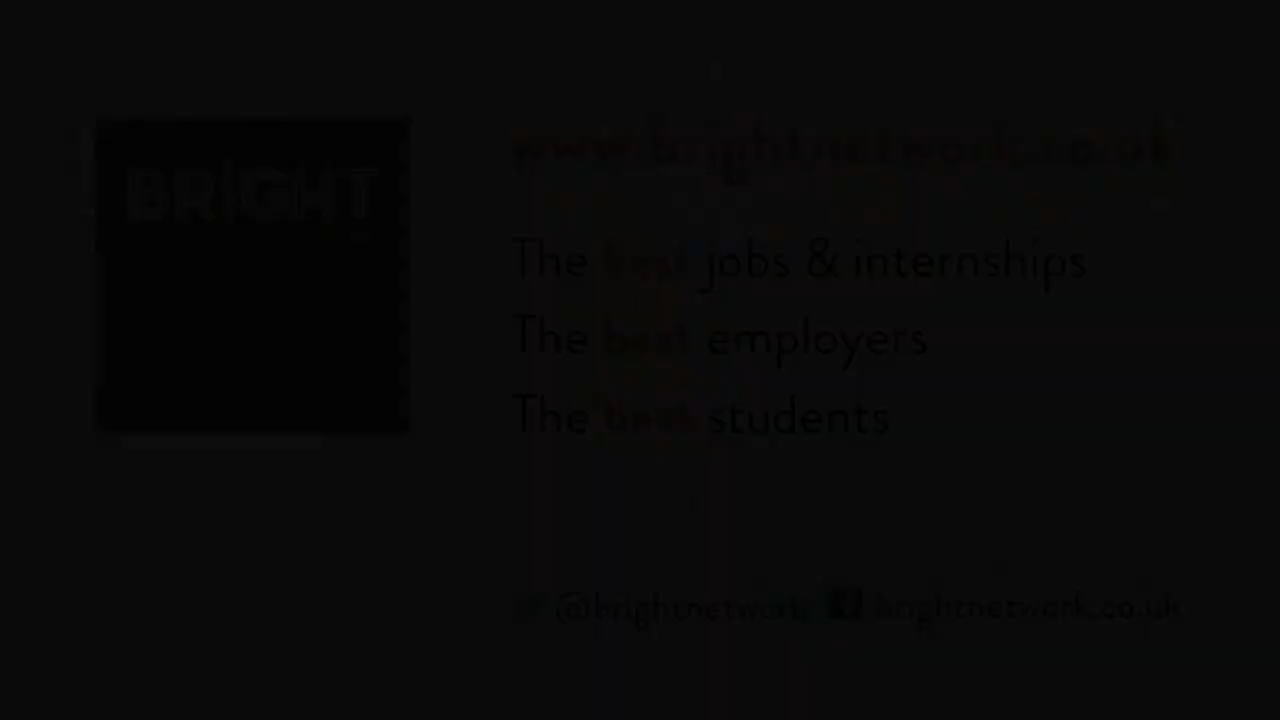 BRIGHT
www.brightnetwork.co.uk
The best jobs & internships
The best employers
The best students
@brightnetwork brightnetwork.co.uk